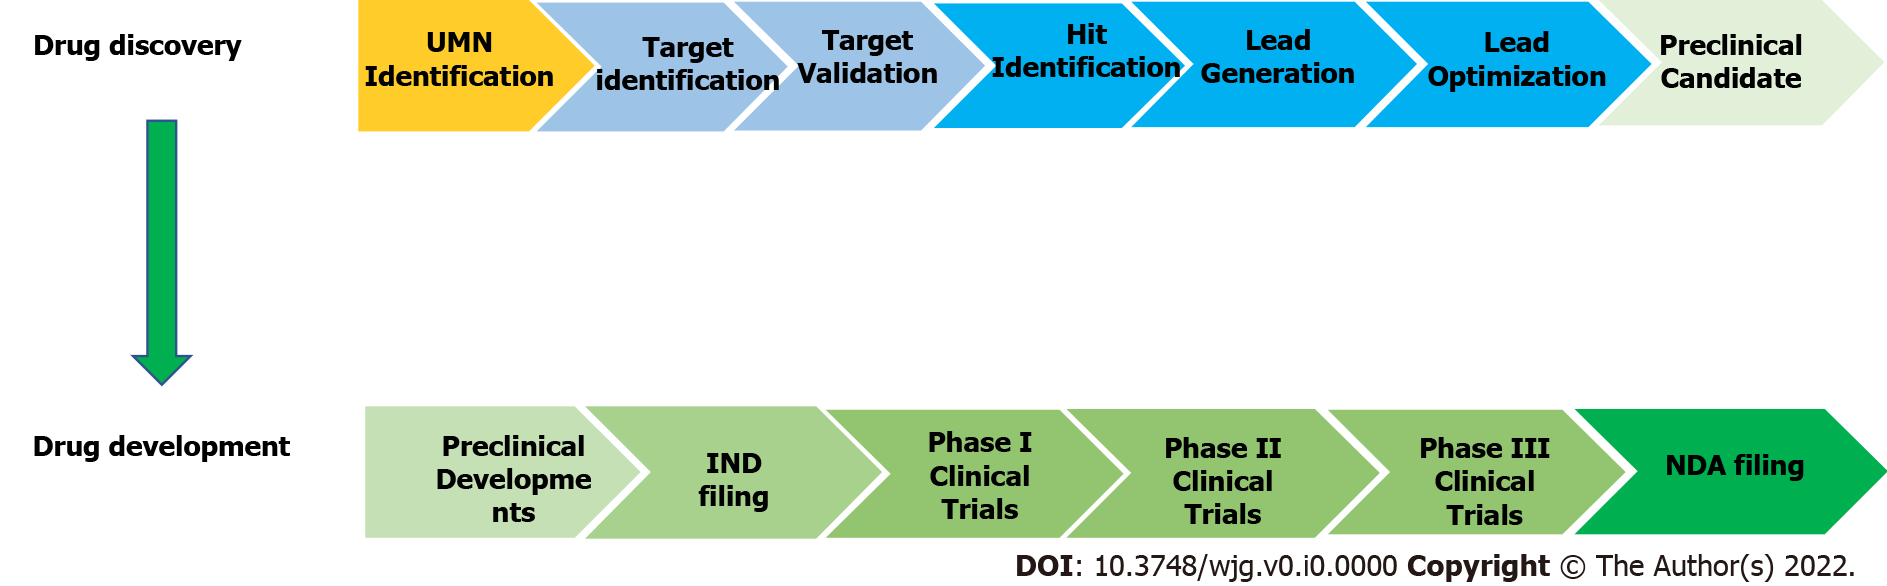 Drug discovery
UMN
Identification
Target
identification
Target
Validation
Hit
Identification
Lead
Generation
Lead
Optimization
Preclinical
Candidate
Drug development
Preclinical
Developme
nts
IND
filing
Phase I
Clinical
Trials
Phase II
Clinical
Trials
Phase III
Clinical
Trials
NDA filing
DOI: 10.3748/wjg.v0.i0.0000 Copyright © The Author(s) 2022.